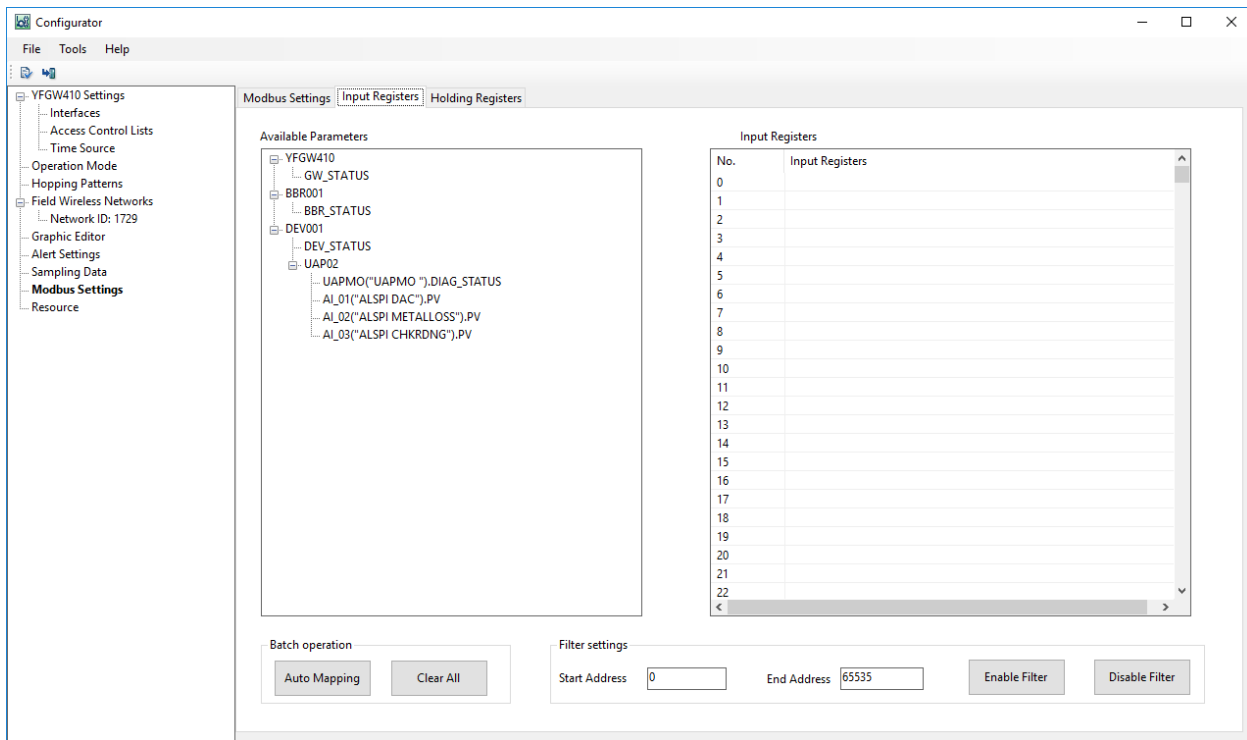 Configurator
File Tools Help
YFGW410 Settings
Interfaces
Access Control Lists
Time Source
Operation Mode
Hopping Patterns
Field Wireless Networks
Network ID: 1729
Graphic Editor
Alert Settings
Sampling Data
Modbus Settings
Resource
Modbus Settings Input Registers Holding Registers
Available Parameters
YFGW410
GW_STATUS
BBR001
BBR_STATUS
DEV001
DEV_STATUS
UAP02
UAPMO("UAPMO ").DIAG_STATUS
AI_01("ALSPI DAC").PV
AI_02("ALSPI METALLOSS").PV
AI_03("ALSPI CHKRDNG").PV
Input Registers
No. Input Registers
0
1
2
3
4
5
6
7
8
9
10
11
12
13
14
15
16
17
18
19
20
21
22
Batch operation
Auto Mapping Clear All
Filter settings
Start Address 0 End Address 65535 Enable Filter Disable Filter